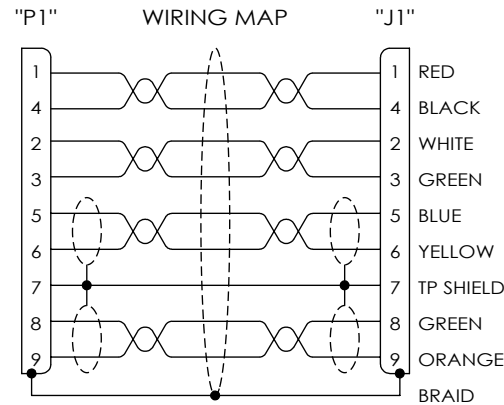 "P1" WIRING MAP "J1"
1 1 RED
4 4 BLACK
2 2 WHITE
3 3 GREEN
5 5 BLUE
6 6 YELLOW
7 7 TP SHIELD
8 8 GREEN
9 9 ORANGE
BRAID